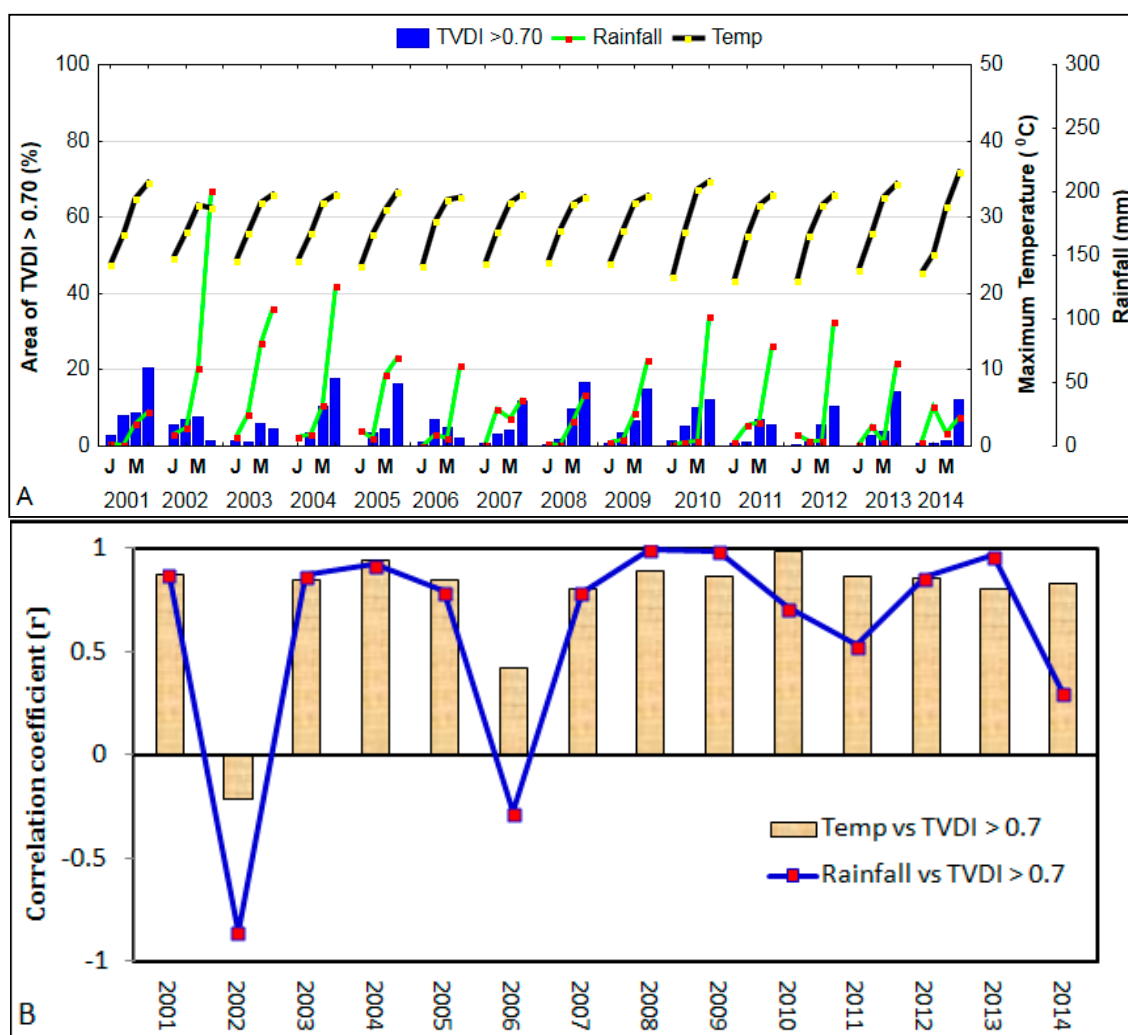 TVDI >0.70 Rainfall Temp
Area of TVDI > 0.70 (%)
100
80
60
40
20
0
50
40
30
20
10
0
Maximum Temperature ( ⁰C)
300
250
200
150
100
50
0
Rainfall (mm)
J M J M J M J M J M J M J M J M J M J M J M J M J M J M
2001 2002 2003 2004 2005 2006 2007 2008 2009 2010 2011 2012 2013 2014
A
Correlation coefficient (r)
1
0.5
0
-0.5
-1
Temp vs TVDI > 0.7
Rainfall vs TVDI > 0.7
2001 2002 2003 2004 2005 2006 2007 2008 2009 2010 2011 2012 2013 2014
B